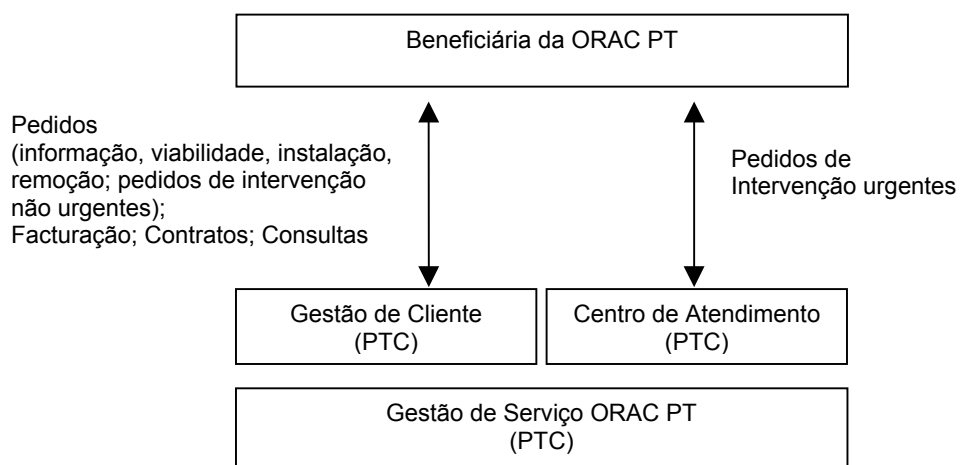 Beneficiária da ORAC PT
Pedidos
(informação, viabilidade, instalação,
remoção; pedidos de intervenção
não urgentes);
Facturação; Contratos; Consultas
Pedidos de
Intervenção urgentes
Gestão de Cliente
(PTC)
Centro de Atendimento
(PTC)
Gestão de Serviço ORAC PT
(PTC)